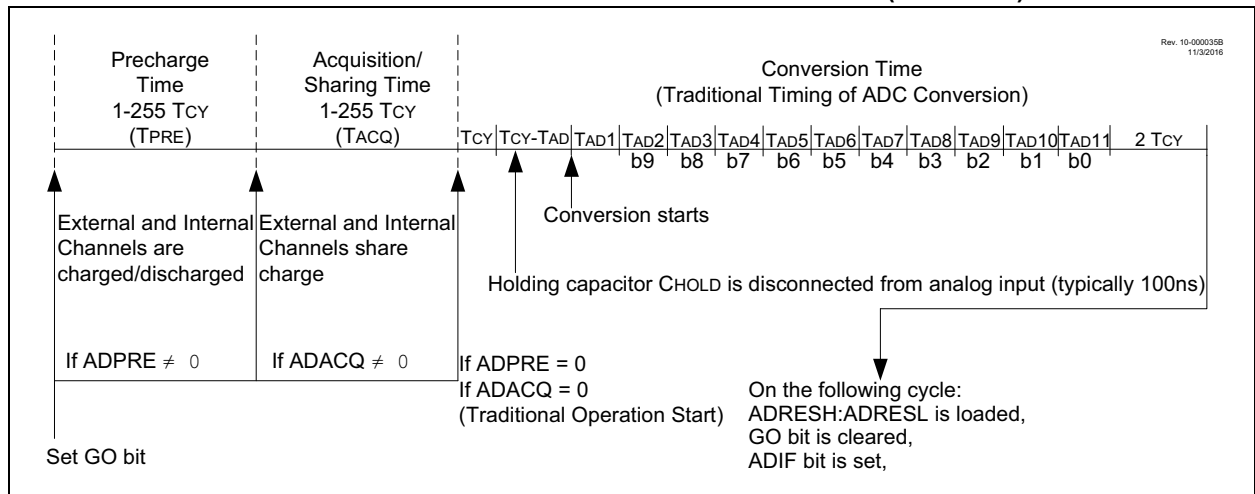 Rev. 10-000035B
11/3/2016
Precharge
Time
1-255 TCY
(TPRE)
Acquisition/
Sharing Time
1-255 TCY
(TACQ)
Conversion Time
(Traditional Timing of ADC Conversion)
TCY TCY-TAD TAD1 TAD2 TAD3 TAD4 TAD5 TAD6 TAD7 TAD8 TAD9 TAD10 TAD11 2 TCY
b9 b8 b7 b6 b5 b4 b3 b2 b1 b0
External and Internal
Channels are
charged/discharged
External and Internal
Channels share
charge
Conversion starts
Holding capacitor CHOLD is disconnected from analog input (typically 100ns)
If ADPRE ≠ 0
If ADACQ ≠ 0
If ADPRE = 0
If ADACQ = 0
(Traditional Operation Start)
On the following cycle:
ADRESH:ADRESL is loaded,
GO bit is cleared,
ADIF bit is set,
Set GO bit